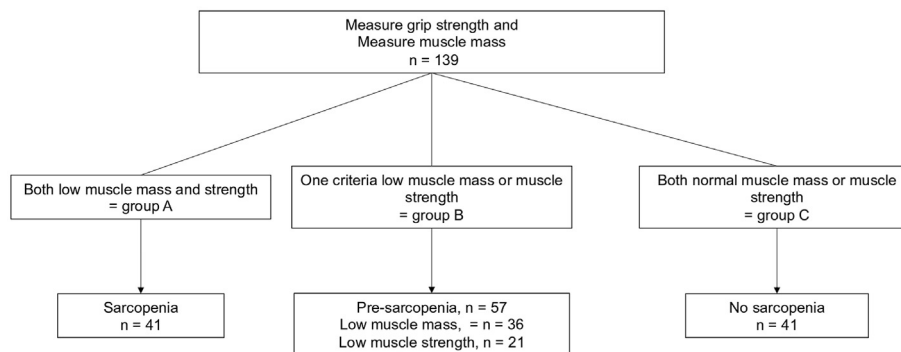 Measure grip strength and
Measure muscle mass
n = 139
Both low muscle mass and strength
= group A
One criteria low muscle mass or muscle
strength
= group B
Both normal muscle mass or muscle
strength
= group C
Sarcopenia
n = 41
Pre-sarcopenia, n = 57
Low muscle mass, = n = 36
Low muscle strength, n = 21
No sarcopenia
n = 41